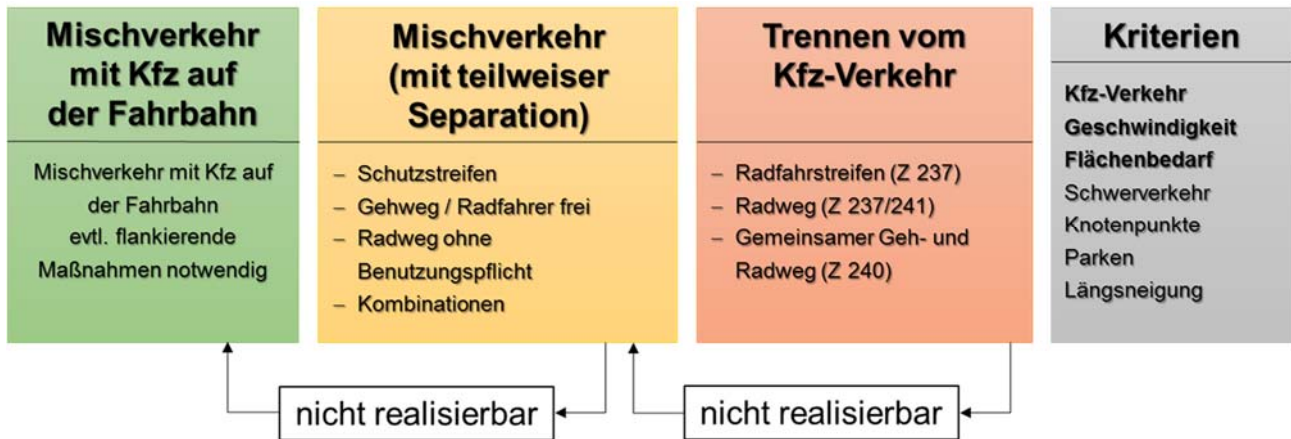 Mischverkehr
mit Kfz auf
der Fahrbahn
Mischverkehr mit Kfz auf
der Fahrbahn
evtl. flankierende
Maßnahmen notwendig
Mischverkehr
(mit teilweiser
Separation)
– Schutzstreifen
– Gehweg / Radfahrer frei
– Radweg ohne
Benutzungspflicht
– Kombinationen
Trennen vom
Kfz-Verkehr
– Radfahrstreifen (Z 237)
– Radweg (Z 237/241)
– Gemeinsamer Geh- und
Radweg (Z 240)
Kriterien
Kfz-Verkehr
Geschwindigkeit
Flächenbedarf
Schwerverkehr
Knotenpunkte
Parken
Längsneigung
nicht realisierbar
nicht realisierbar